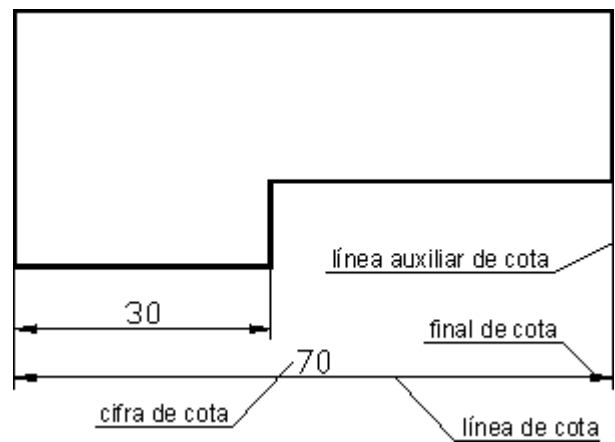 línea auxiliar de cota
30
final de cota
70
cifra de cota
línea de cota